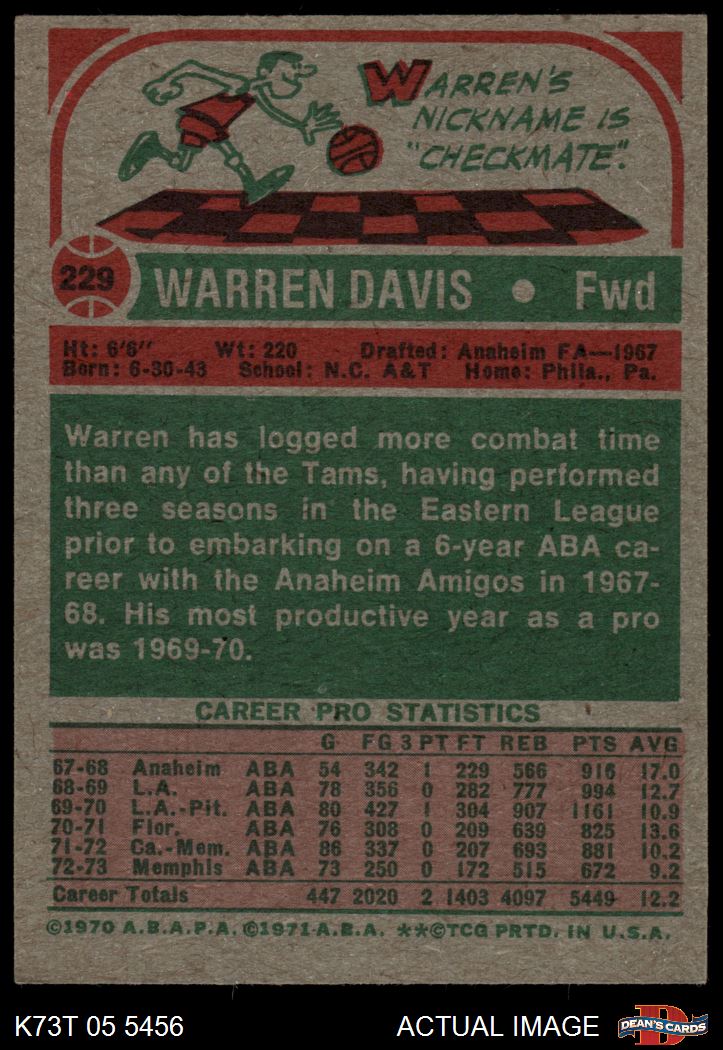 WARREN'S
NICKNAME IS
"CHECKMATE".
229 WARREN DAVIS • Fwd
Ht: 6'6" Wt: 220 Drafted: Anaheim FA—1967
Born: 6-30-43 School: N.C. A&T Home: Phila., Pa.
Warren has logged more combat time
than any of the Tams, having performed
three seasons in the Eastern League
prior to embarking on a 6-year ABA ca-
reer with the Anaheim Amigos in 1967-
68. His most productive year as a pro
was 1969-70.
CAREER PRO STATISTICS
G FG 3 PT FT REB PTS AVG
67-68 Anaheim ABA 54 342 1 229 566 916 17.0
68-69 L.A. ABA 78 356 0 282 777 994 12.7
69-70 L.A.-Pit. ABA 80 427 1 304 907 1161 10.9
70-71 Flor. ABA 76 308 0 209 639 825 13.6
71-72 Ca.-Mem. ABA 86 337 0 207 693 881 10.2
72-73 Memphis ABA 73 250 0 172 515 672 9.2
Career Totals 447 2020 2 1403 4097 5449 12.2
©1970 A.B.A.P.A. ©1971 A.B.A. **©TCG PRTD. IN U.S.A.
K73T 05 5456 ACTUAL IMAGE
D
DEAN'S CARDS